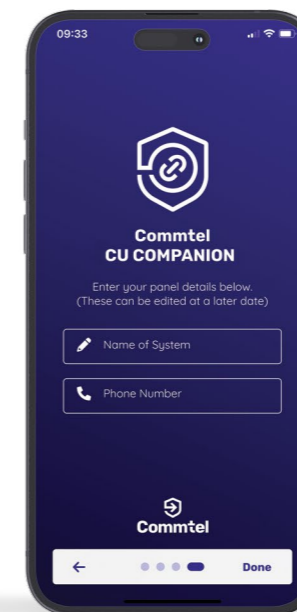 09:33
Commtel
CU COMPANION
Enter your panel details below.
(These can be edited at a later date)
Name of System
Phone Number
Commtel
Done